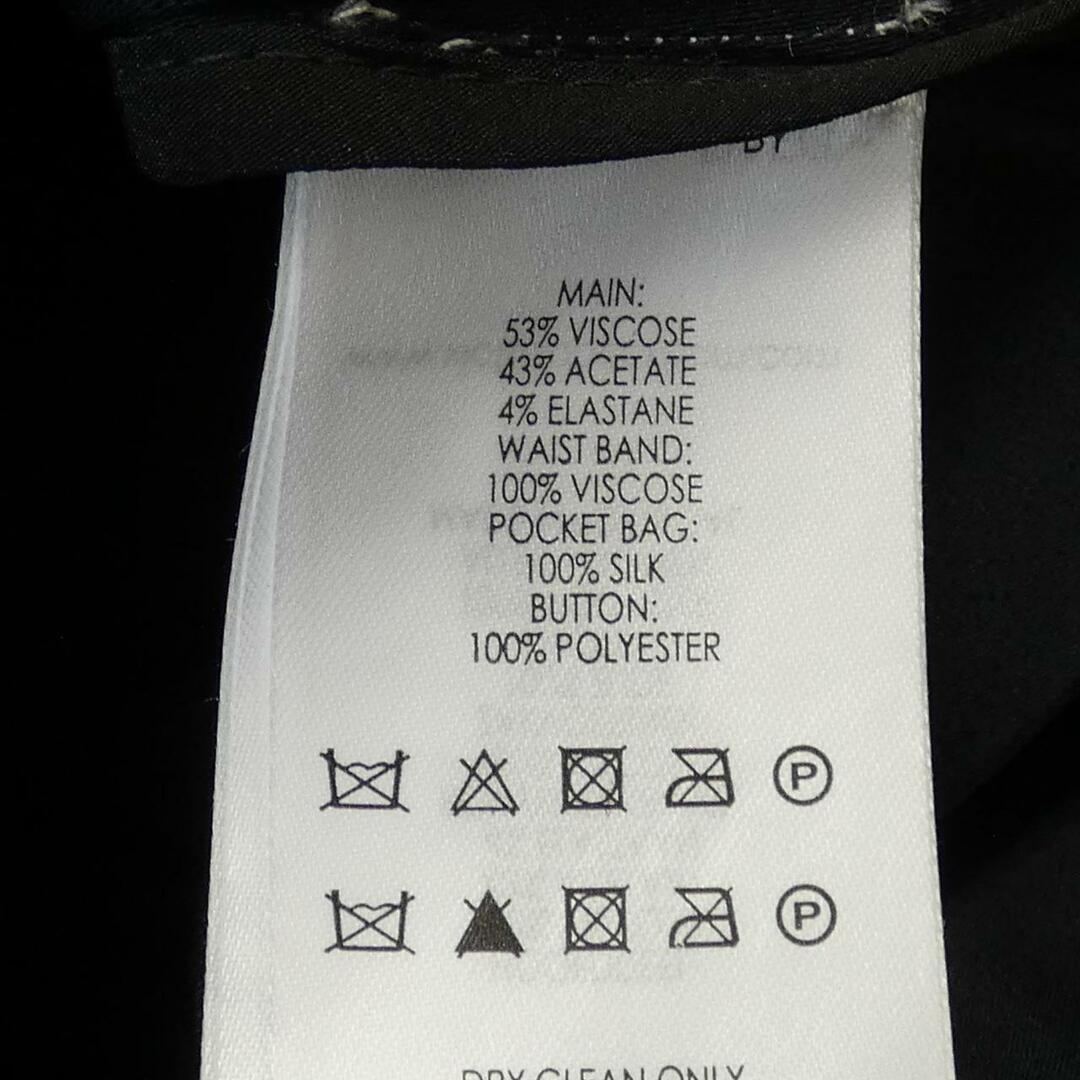 BY
MAIN:
53% VISCOSE
43% ACETATE
4% ELASTANE
WAIST BAND:
100% VISCOSE
POCKET BAG:
100% SILK
BUTTON:
100% POLYESTER
P
P
DRY CLEAN ONLY